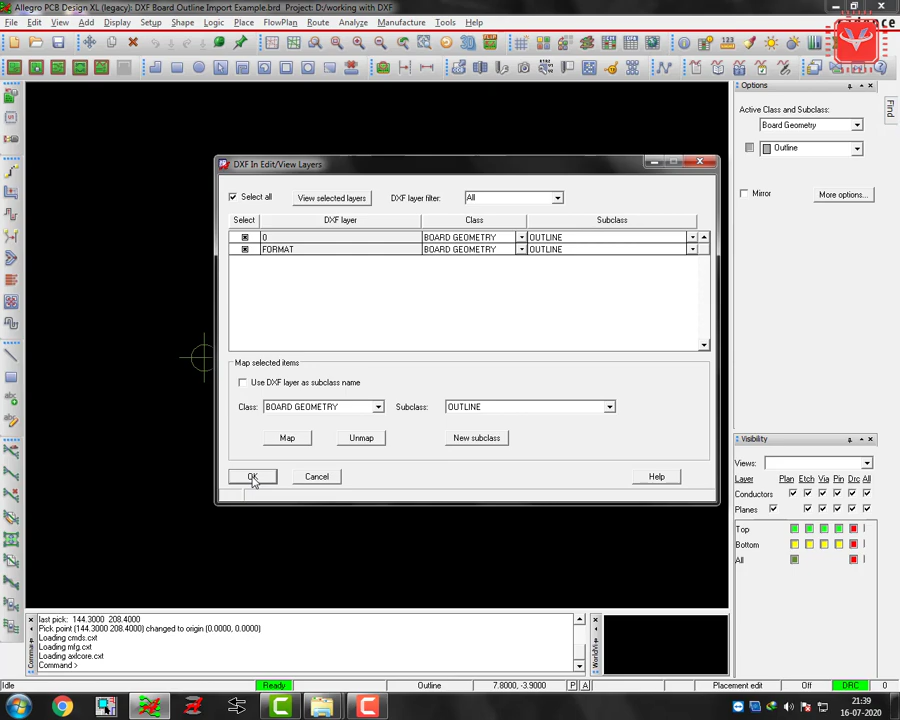 Allegro PCB Design XL (legacy): DXF Board Outline Import Example.brd Project: D:/working with DXF
File Edit View Add Display Setup Shape Logic Place FlowPlan Route Analyze Manufacture Tools Help
Options
Active Class and Subclass:
Board Geometry
Outline
Mirror More options...
Find
DXF In Edit/View Layers
Select all View selected layers DXF layer filter: All
Select DXF layer Class Subclass
0 BOARD GEOMETRY OUTLINE
FORMAT BOARD GEOMETRY OUTLINE
Map selected items
Use DXF layer as subclass name
Class: BOARD GEOMETRY Subclass: OUTLINE
Map Unmap New subclass
OK Cancel Help
Visibility
Views:
Layer Plan Etch Via Pin Drc All
Conductors
Planes
Top
Bottom
All
last pick: 144.3000 208.4000
Pick point (144.3000 208.4000) changed to origin (0.0000, 0.0000)
Loading cmds.cxt
Loading mfg.cxt
Loading axlcore.cxt
Command >
Idle Ready Outline 7.8000, -3.9000 P A Placement edit Off DRC 0
21:39
16-07-2020